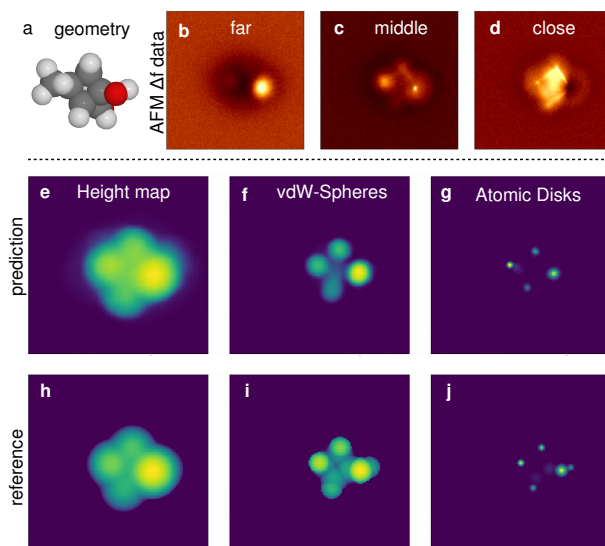 a geometry
AFM Δf data
b far
c middle
d close
prediction
e Height map
f vdW-Spheres
g Atomic Disks
reference
h
i
j